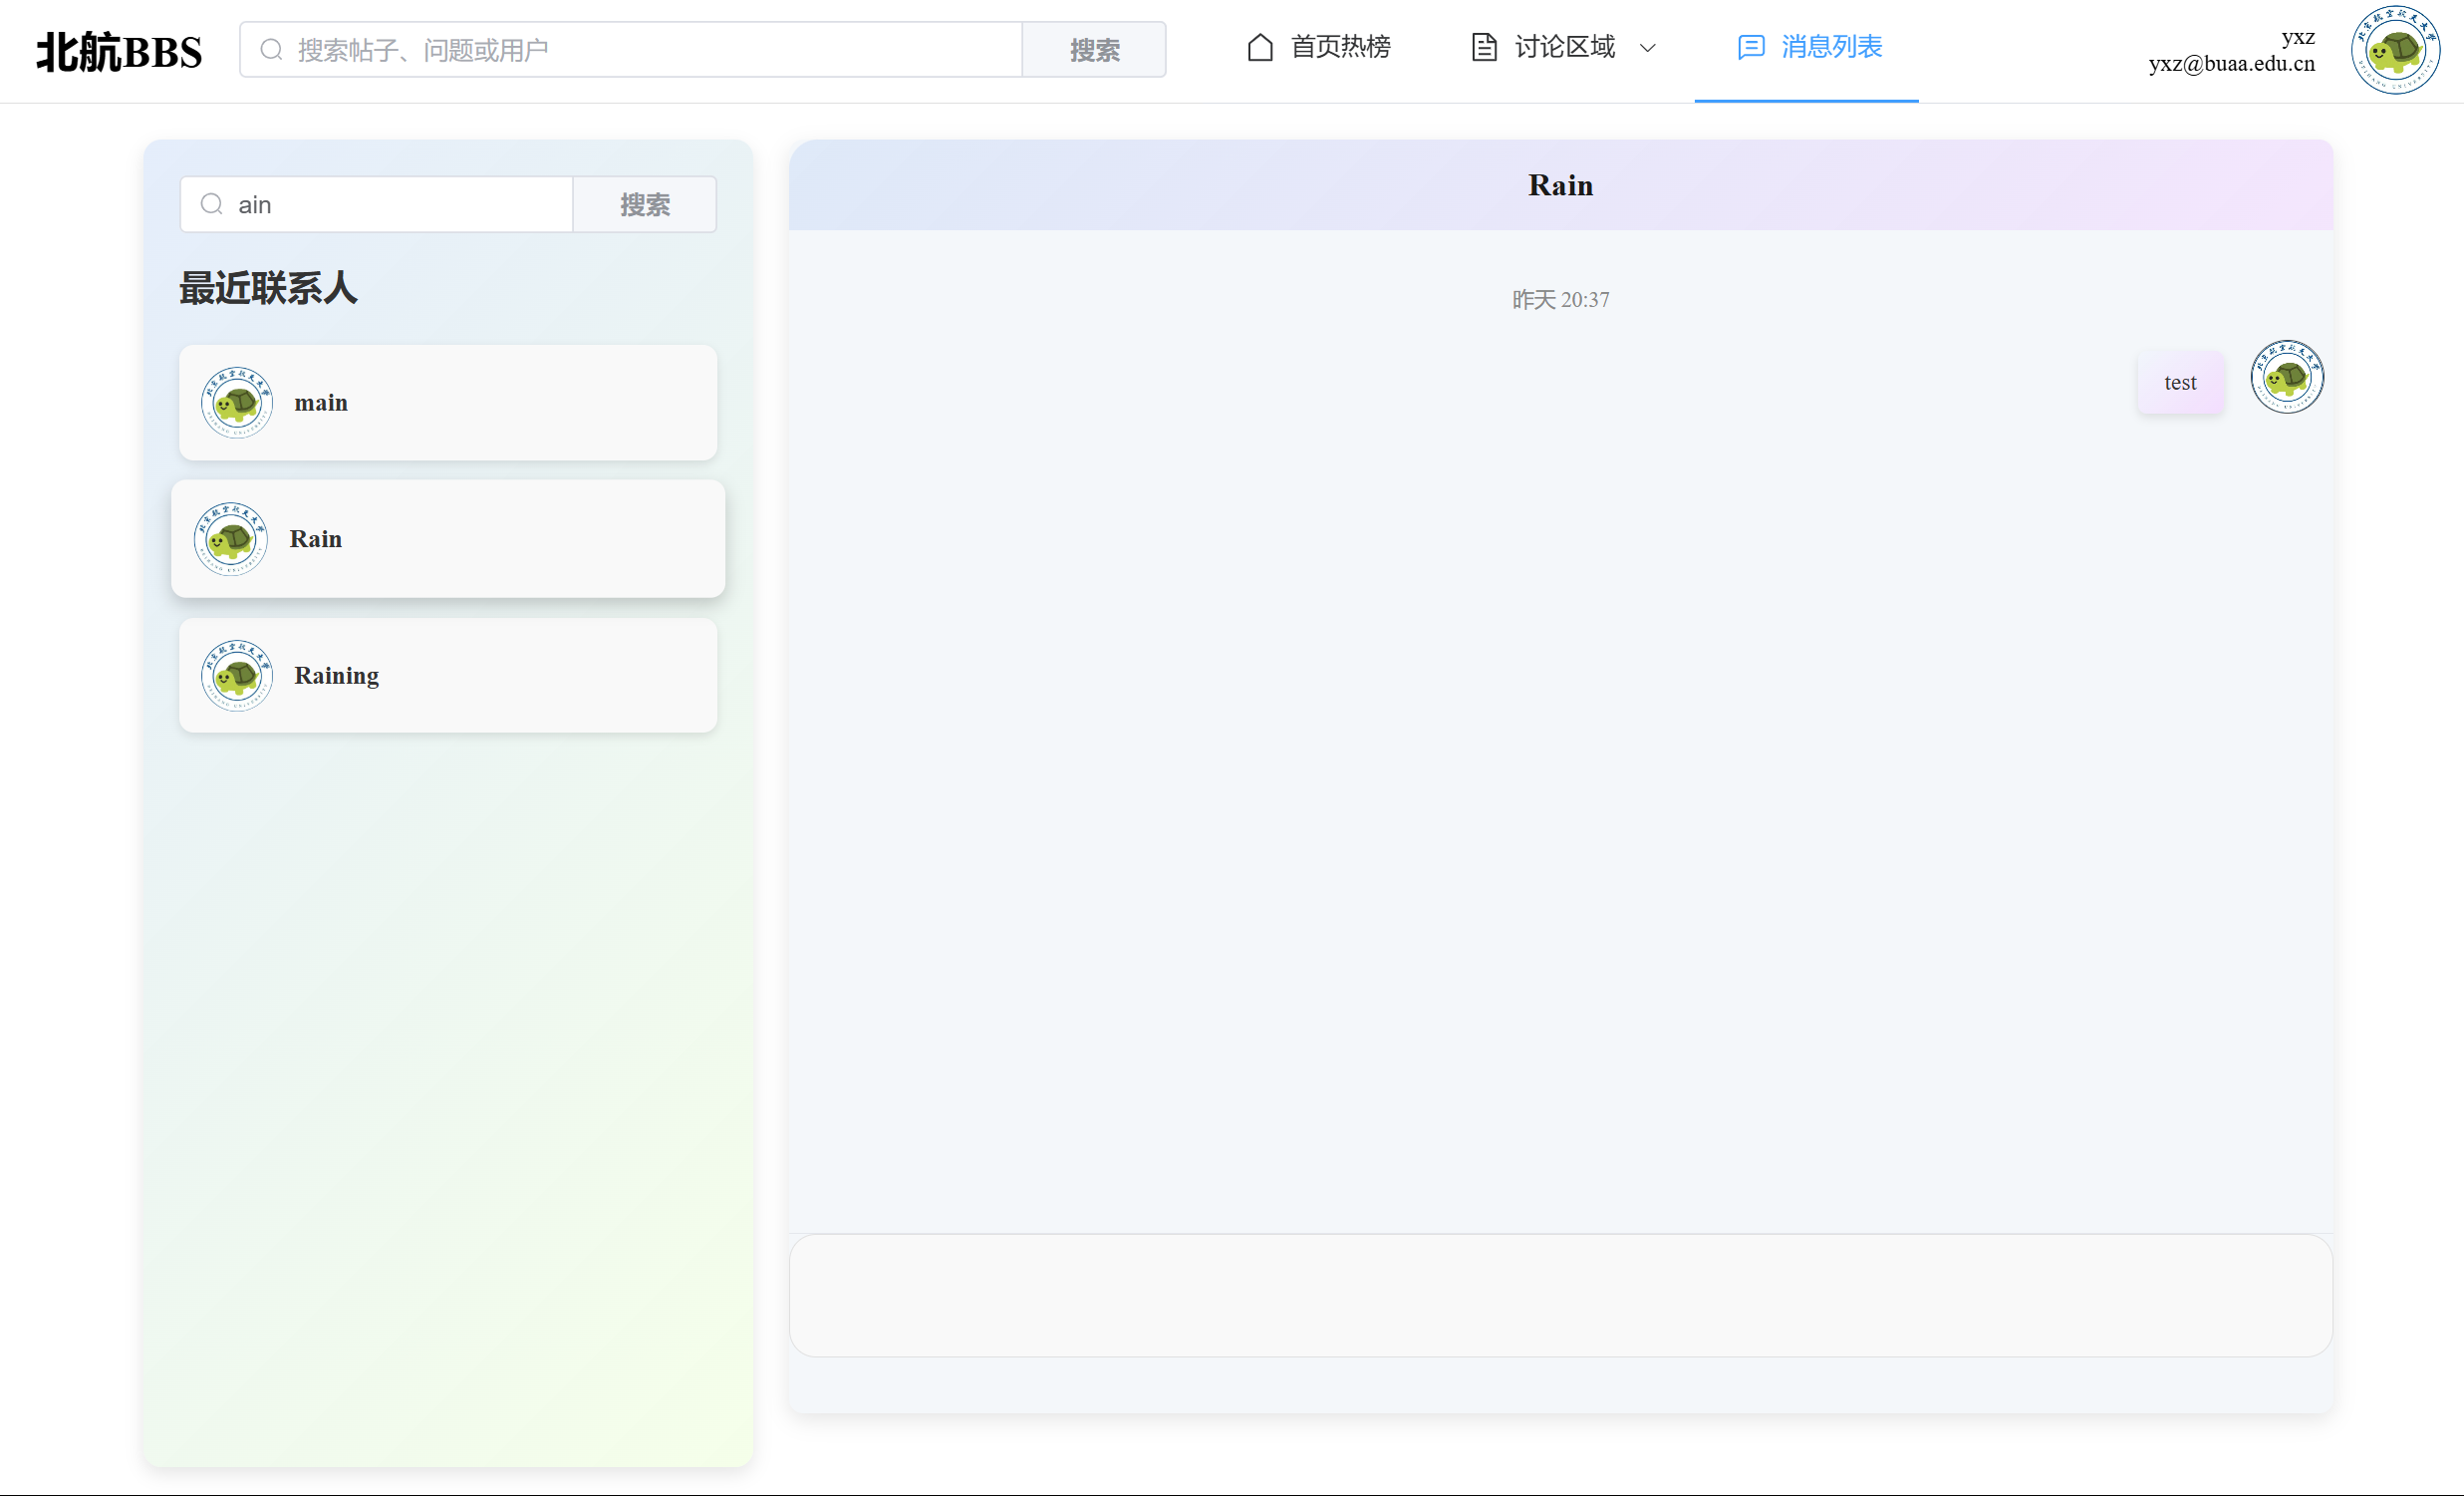 北航BBS
搜索帖子、问题或用户
搜索
首页热榜
讨论区域
消息列表
yxz
yxz@buaa.edu.cn
ain
搜索
最近联系人
main
Rain
Raining
Rain
昨天 20:37
test